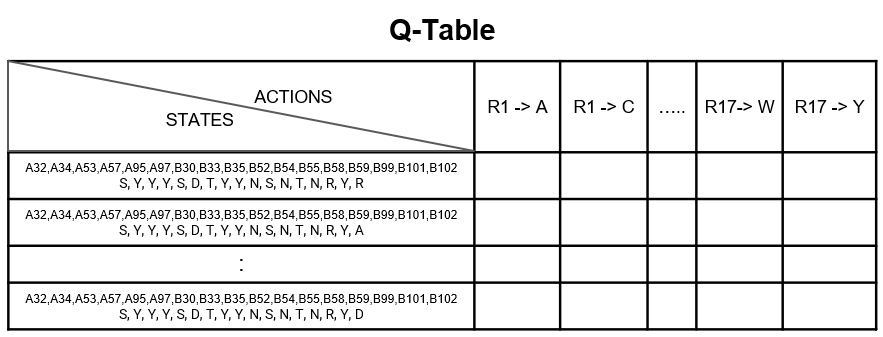 Q-Table
ACTIONS
STATES
R1 -> A
R1 -> C
.....
R17-> W
R17 -> Y
A32,A34,A53,A57,A95,A97,B30,B33,B35,B52,B54,B55,B58,B59,B99,B101,B102
S, Y, Y, Y, S, D, T, Y, Y, N, S, N, T, N, R, Y, R
A32,A34,A53,A57,A95,A97,B30,B33,B35,B52,B54,B55,B58,B59,B99,B101,B102
S, Y, Y, Y, S, D, T, Y, Y, N, S, N, T, N, R, Y, A
:
A32,A34,A53,A57,A95,A97,B30,B33,B35,B52,B54,B55,B58,B59,B99,B101,B102
S, Y, Y, Y, S, D, T, Y, Y, N, S, N, T, N, R, Y, D